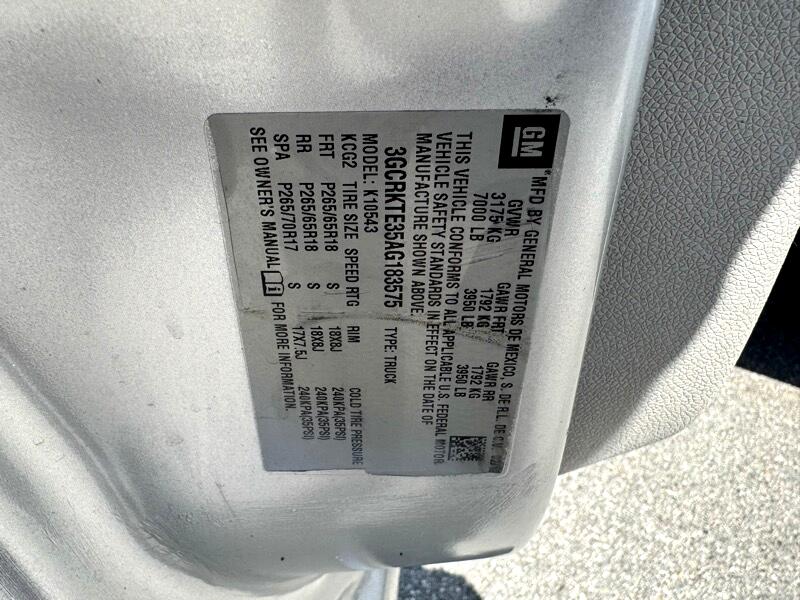 GM
MFD BY GENERAL MOTORS DE MEXICO S. DE R.L. DE C.V.
GVWR GAWR FRT GAWR RR
3175 KG 1792 KG 1792 KG
7000 LB 3950 LB 3950 LB
THIS VEHICLE CONFORMS TO ALL APPLICABLE U.S. FEDERAL MOTOR
VEHICLE SAFETY STANDARDS IN EFFECT ON THE DATE OF
MANUFACTURE SHOWN ABOVE.
3GCRKTE35AG183575 TYPE: TRUCK
MODEL: K10543
KCG2 TIRE SIZE SPEED RTG RIM COLD TIRE PRESSURE
FRT P265/65R18 S 18X8J 240KPA(35PSI)
RR P265/65R18 S 18X8J 240KPA(35PSI)
SPA P265/70R17 S 17X7.5J 240KPA(35PSI)
SEE OWNER'S MANUAL i FOR MORE INFORMATION.